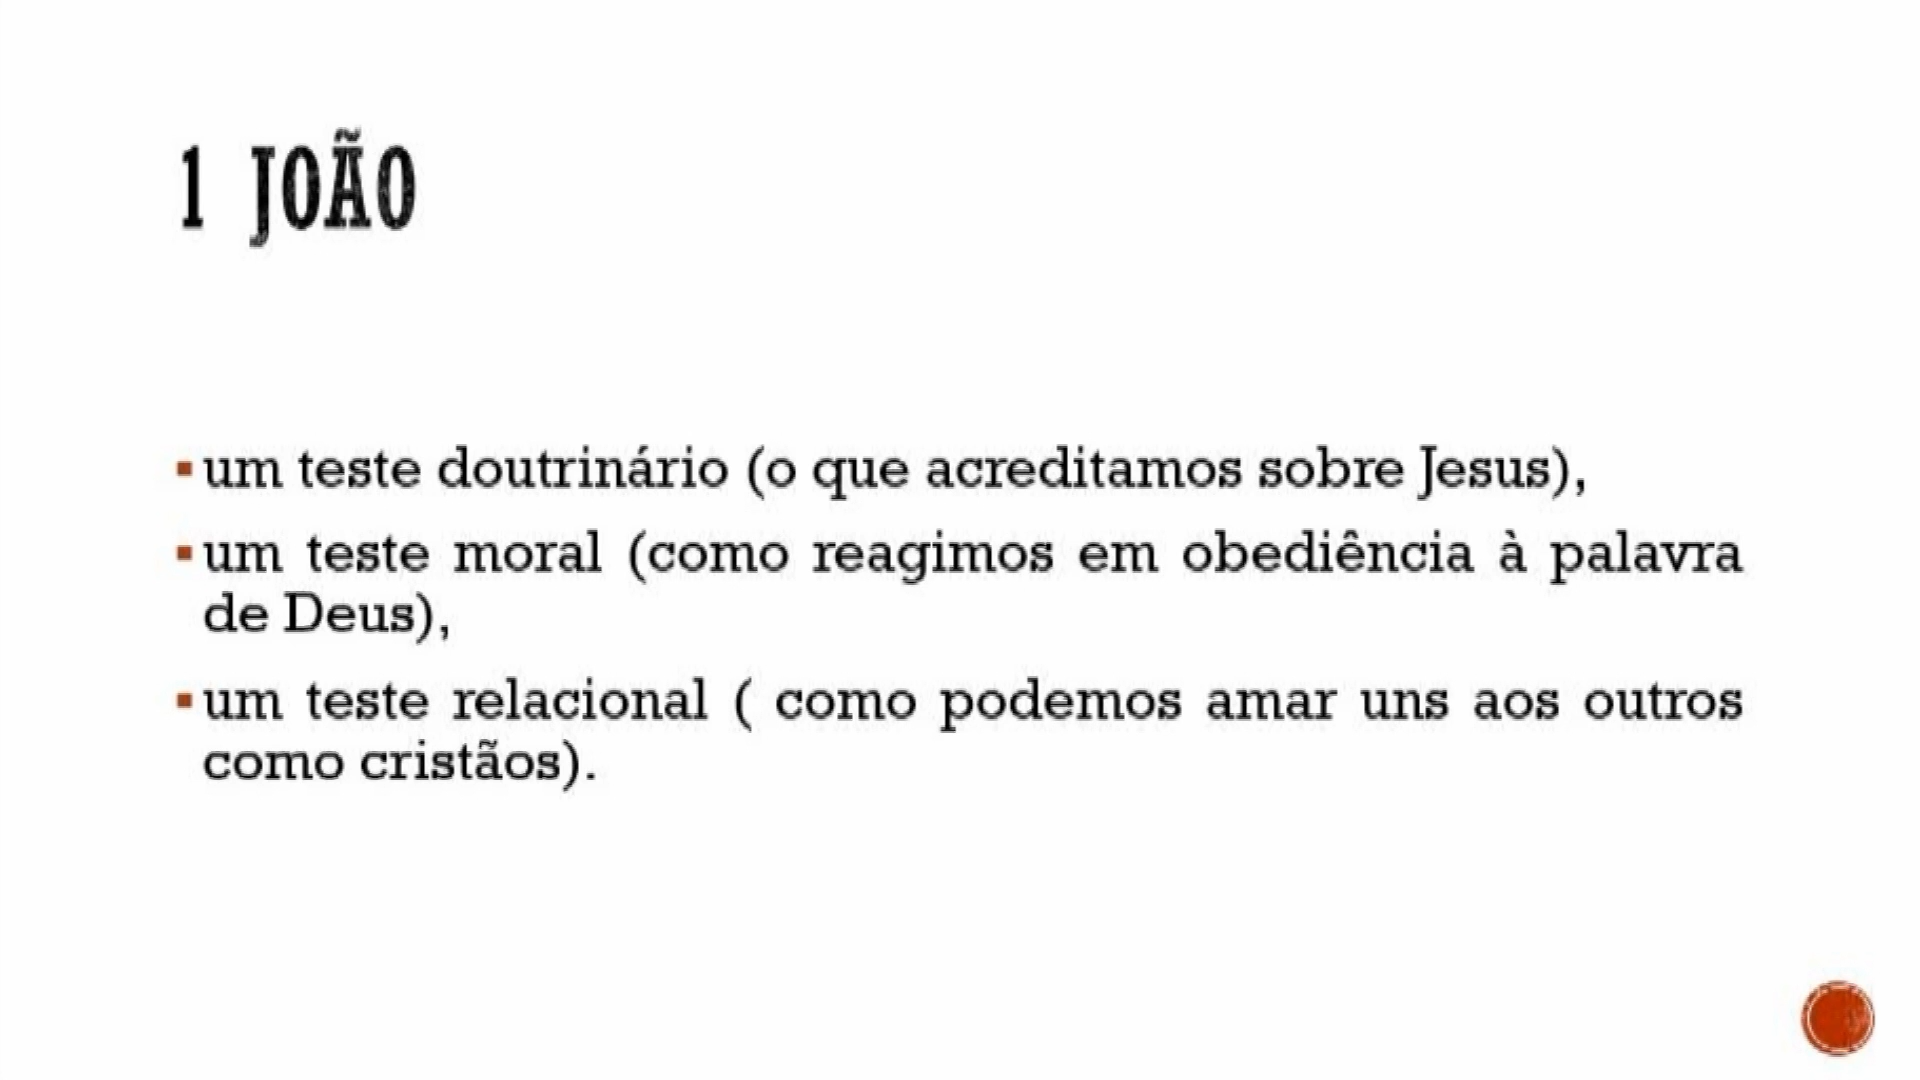 1 JOÃO
um teste doutrinário (o que acreditamos sobre Jesus),
um teste moral (como reagimos em obediência à palavra
de Deus),
um teste relacional ( como podemos amar uns aos outros
como cristãos).